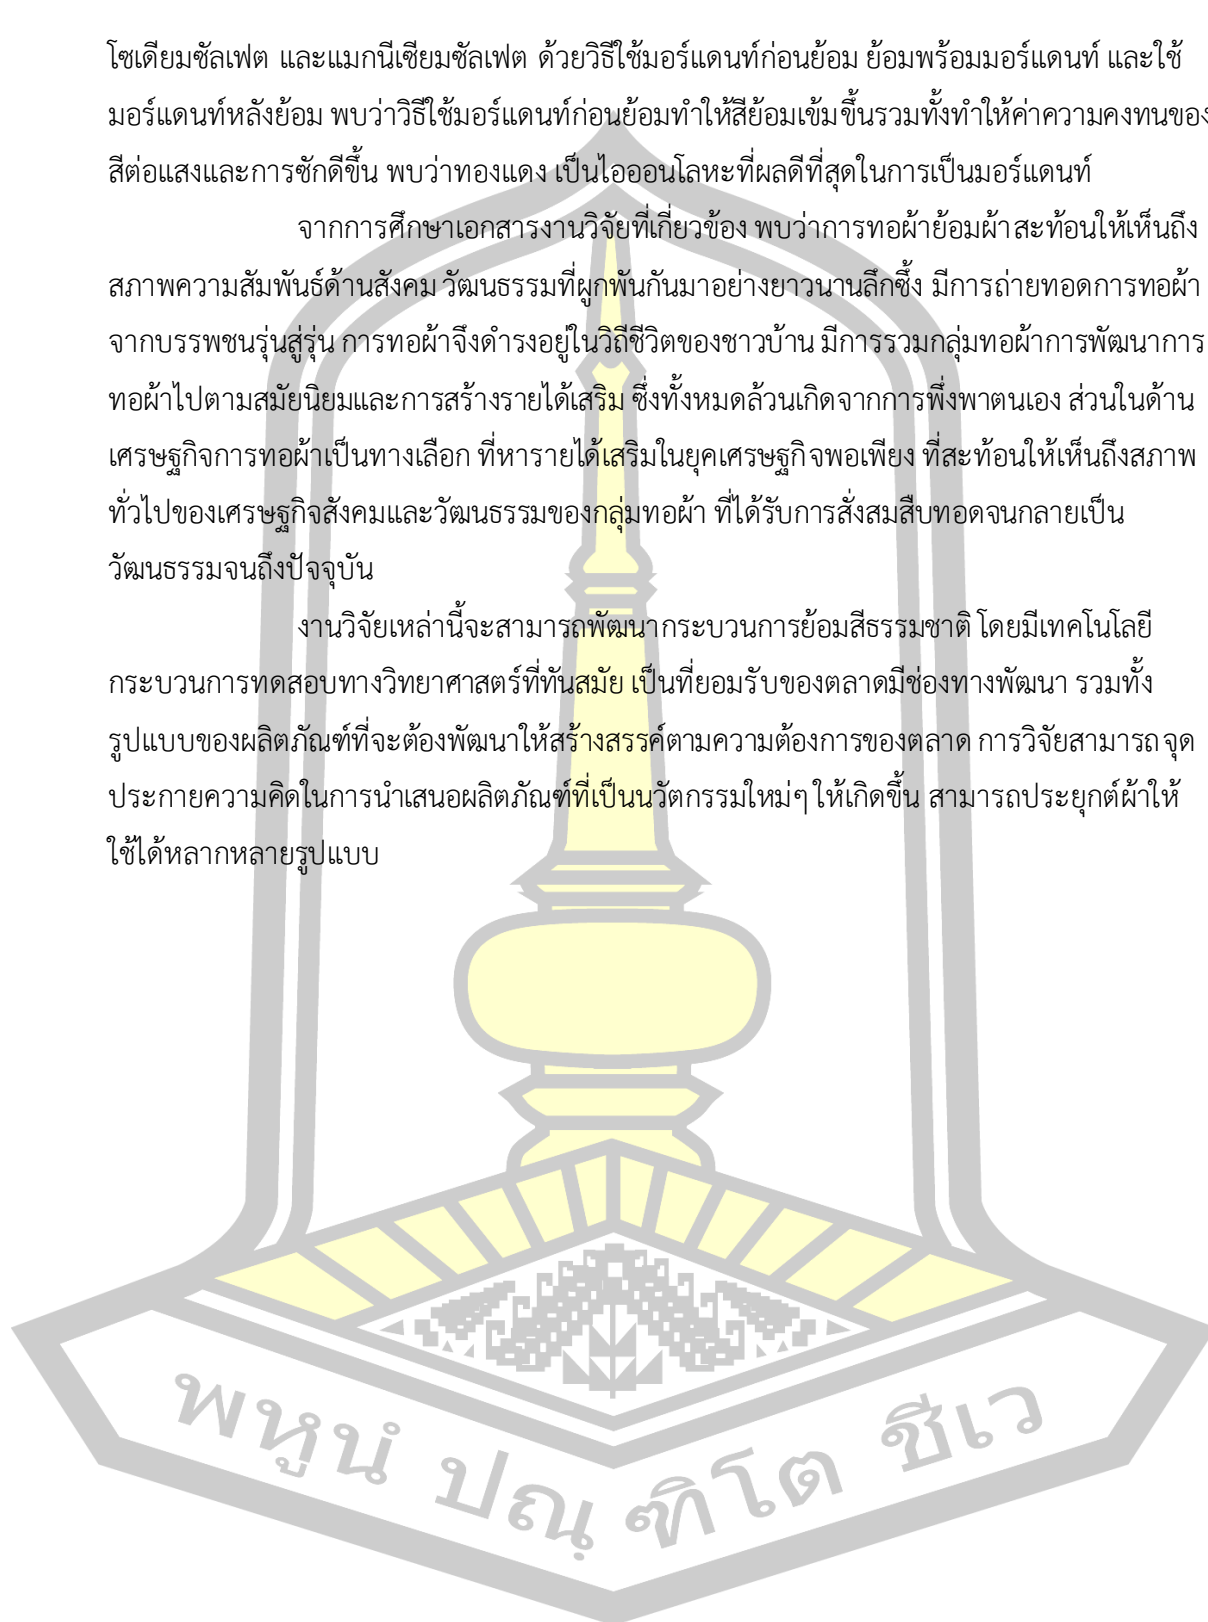 โซเดียมซัลเฟต และแมกนีเซียมซัลเฟต ด้วยวิธีใช้มอร์แดนท์ก่อนย้อม ย้อมพร้อมมอร์แดนท์ และใช้
มอร์แดนท์หลังย้อม พบว่าวิธีใช้มอร์แดนท์ก่อนย้อมทำให้สีย้อมเข้มขึ้นรวมทั้งทำให้ค่าความคงทนของ
สีต่อแสงและการซักดีขึ้น พบว่าทองแดง เป็นไอออนโลหะที่ผลดีที่สุดในการเป็นมอร์แดนท์
จากการศึกษาเอกสารงานวิจัยที่เกี่ยวข้อง พบว่าการทอผ้าย้อมผ้าสะท้อนให้เห็นถึง
สภาพความสัมพันธ์ด้านสังคม วัฒนธรรมที่ผูกพันกันมาอย่างยาวนานลึกซึ้ง มีการถ่ายทอดการทอผ้า
จากบรรพชนรุ่นสู่รุ่น การทอผ้าจึงดำรงอยู่ในวิถีชีวิตของชาวบ้าน มีการรวมกลุ่มทอผ้าการพัฒนาการ
ทอผ้าไปตามสมัยนิยมและการสร้างรายได้เสริม ซึ่งทั้งหมดล้วนเกิดจากการพึ่งพาตนเอง ส่วนในด้าน
เศรษฐกิจการทอผ้าเป็นทางเลือก ที่หารายได้เสริมในยุคเศรษฐกิจพอเพียง ที่สะท้อนให้เห็นถึงสภาพ
ทั่วไปของเศรษฐกิจสังคมและวัฒนธรรมของกลุ่มทอผ้า ที่ได้รับการสั่งสมสืบทอดจนกลายเป็น
วัฒนธรรมจนถึงปัจจุบัน
งานวิจัยเหล่านี้จะสามารถพัฒนากระบวนการย้อมสีธรรมชาติ โดยมีเทคโนโลยี
กระบวนการทดสอบทางวิทยาศาสตร์ที่ทันสมัย เป็นที่ยอมรับของตลาดมีช่องทางพัฒนา รวมทั้ง
รูปแบบของผลิตภัณฑ์ที่จะต้องพัฒนาให้สร้างสรรค์ตามความต้องการของตลาด การวิจัยสามารถจุด
ประกายความคิดในการนำเสนอผลิตภัณฑ์ที่เป็นนวัตกรรมใหม่ๆ ให้เกิดขึ้น สามารถประยุกต์ผ้าให้
ใช้ได้หลากหลายรูปแบบ
พหูนํ ปณฺฑิโต ชีเว